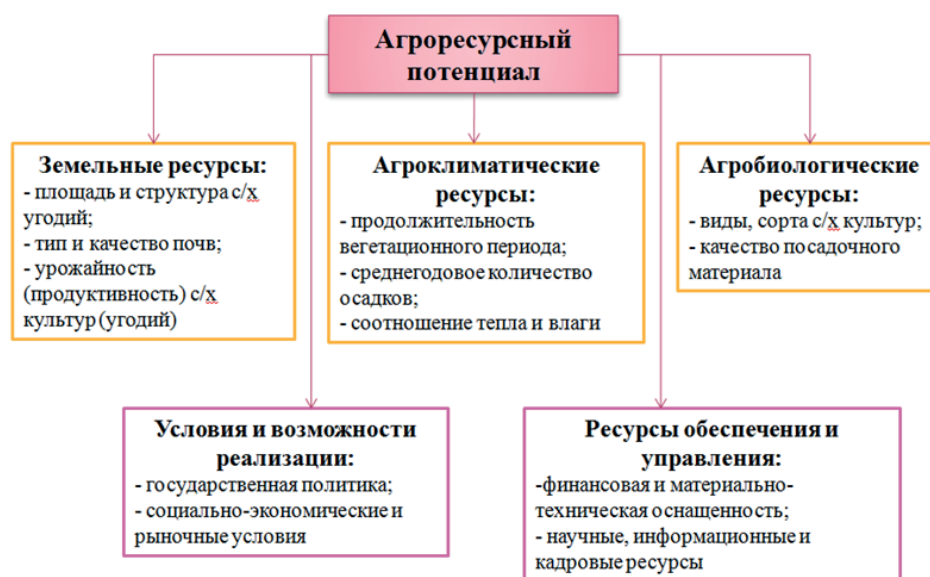 Агроресурсный
потенциал
Земельные ресурсы:
- площадь и структура с/х
угодий;
- тип и качество почв;
- урожайность
(продуктивность) с/х
культур (угодий)
Агроклиматические
ресурсы:
- продолжительность
вегетационного периода;
- среднегодовое количество
осадков;
- соотношение тепла и влаги
Агробиологические
ресурсы:
- виды, сорта с/х культур;
- качество посадочного
материала
Условия и возможности
реализации:
- государственная политика;
- социально-экономические и
рыночные условия
Ресурсы обеспечения и
управления:
-финансовая и материально-
техническая оснащенность;
- научные, информационные и
кадровые ресурсы